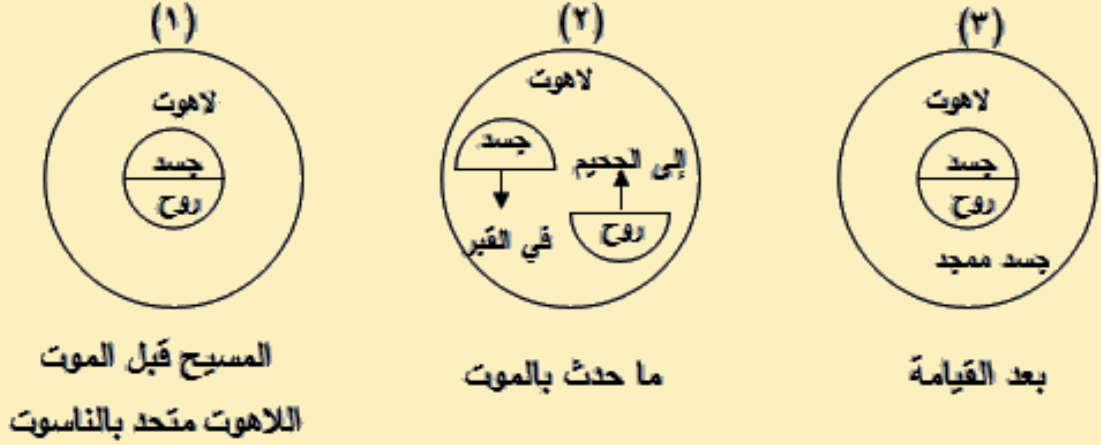 (١)
لاهوت
جسد
روح
المسيح قبل الموت
اللاهوت متحد بالناسوت
(٢)
لاهوت
جسد
إلى الجحيم
في القبر
روح
ما حدث بالموت
(٣)
لاهوت
جسد
روح
جسد ممجد
بعد القيامة